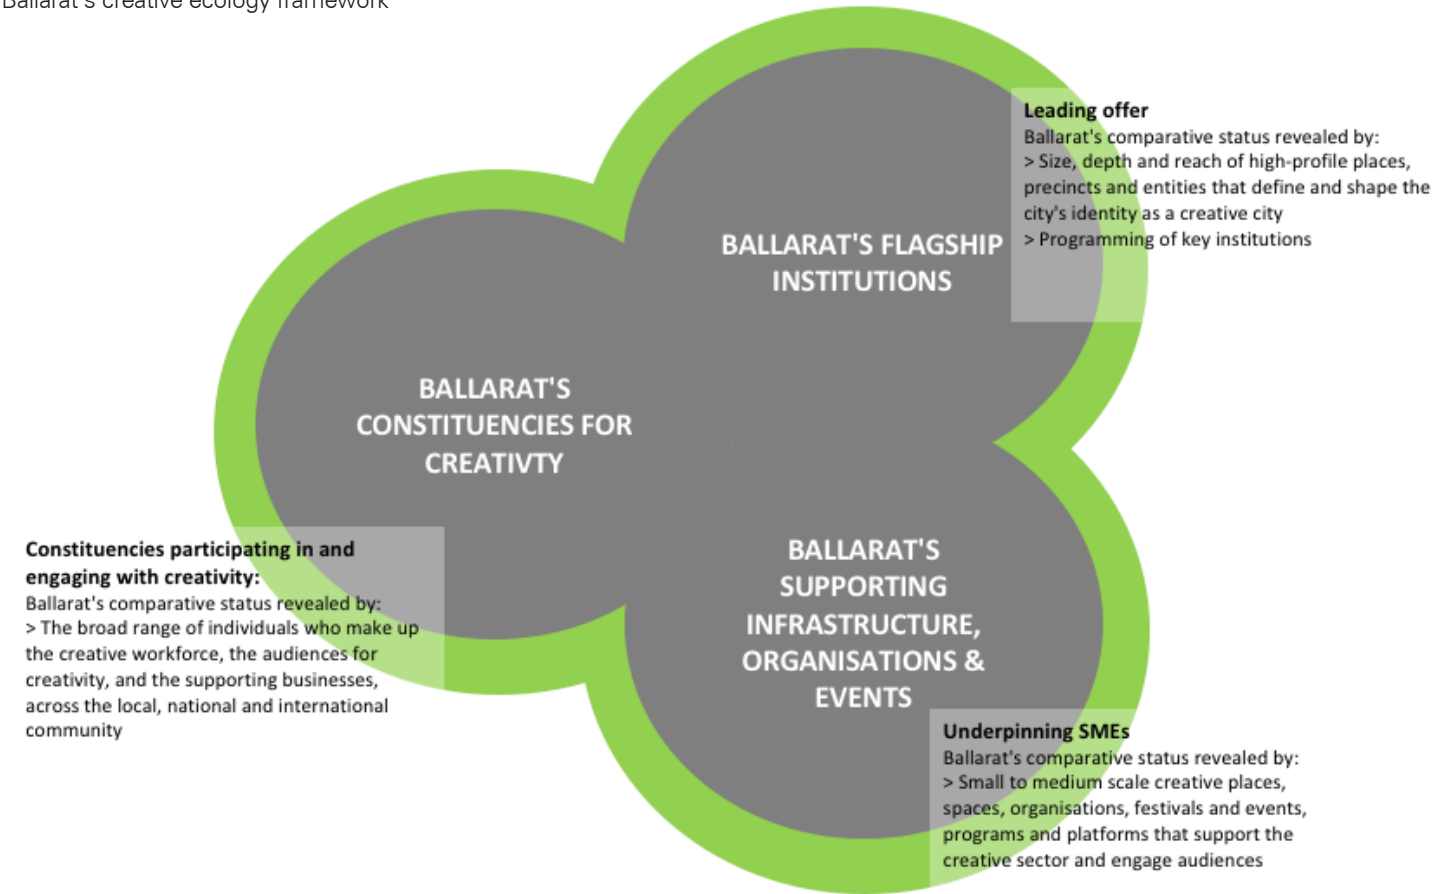 Ballarat's creative ecology framework
Leading offer
Ballarat's comparative status revealed by:
> Size, depth and reach of high-profile places,
precincts and entities that define and shape the
city's identity as a creative city
> Programming of key institutions
BALLARAT'S FLAGSHIP
INSTITUTIONS
BALLARAT'S
CONSTITUENCIES FOR
CREATIVTY
Constituencies participating in and
engaging with creativity:
Ballarat's comparative status revealed by:
> The broad range of individuals who make up
the creative workforce, the audiences for
creativity, and the supporting businesses,
across the local, national and international
community
BALLARAT'S
SUPPORTING
INFRASTRUCTURE,
ORGANISATIONS &
EVENTS
Underpinning SMEs
Ballarat's comparative status revealed by:
> Small to medium scale creative places,
spaces, organisations, festivals and events,
programs and platforms that support the
creative sector and engage audiences